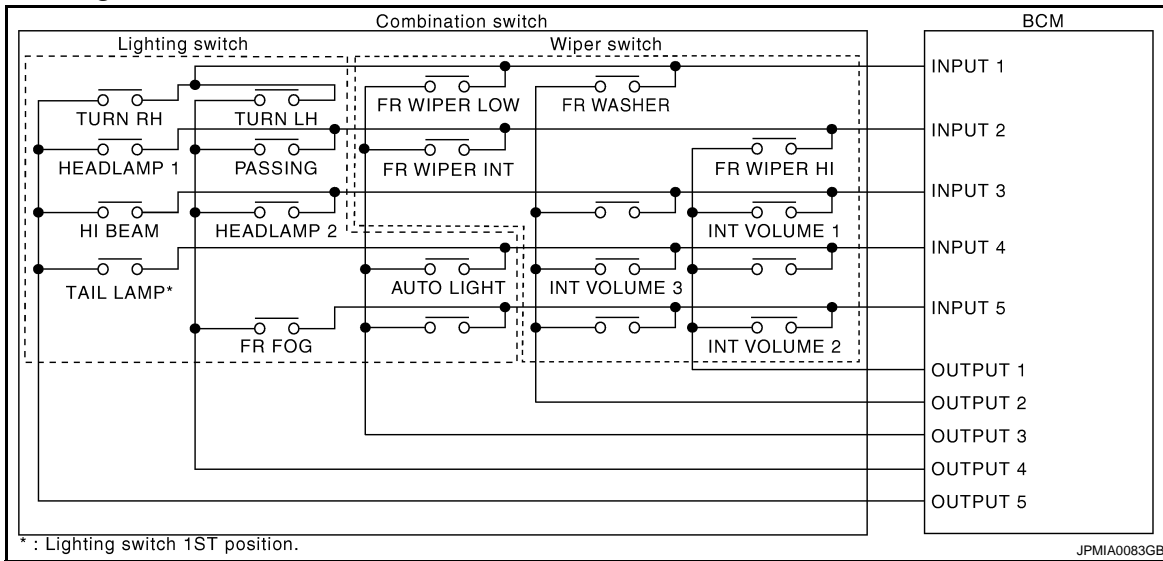 Combination switch
BCM
Lighting switch
Wiper switch
INPUT 1
TURN RH
TURN LH
FR WIPER LOW
FR WASHER
INPUT 2
HEADLAMP 1
PASSING
FR WIPER INT
FR WIPER HI
INPUT 3
HI BEAM
HEADLAMP 2
INT VOLUME 1
INPUT 4
TAIL LAMP*
AUTO LIGHT
INT VOLUME 3
INPUT 5
FR FOG
INT VOLUME 2
OUTPUT 1
OUTPUT 2
OUTPUT 3
OUTPUT 4
OUTPUT 5
* : Lighting switch 1ST position.
JPMIA0083GB